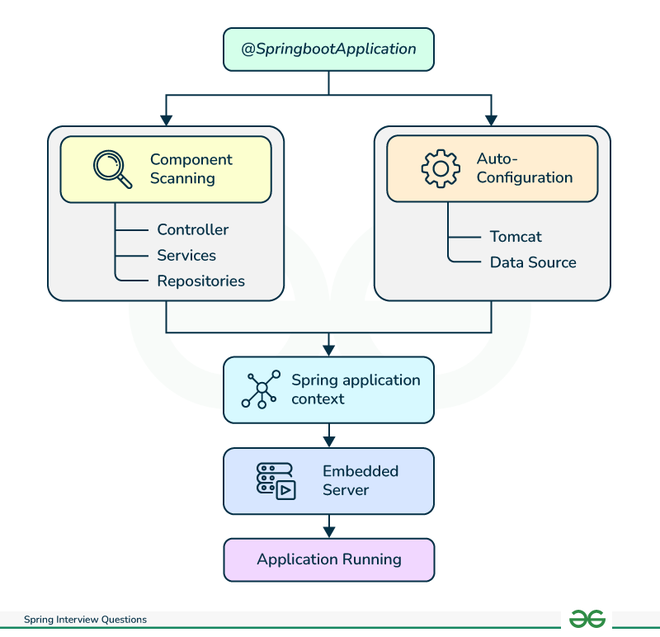 @SpringbootApplication
Component
Scanning
Controller
Services
Repositories
Auto-
Configuration
Tomcat
Data Source
Spring application
context
Embedded
Server
Application Running
Spring Interview Questions